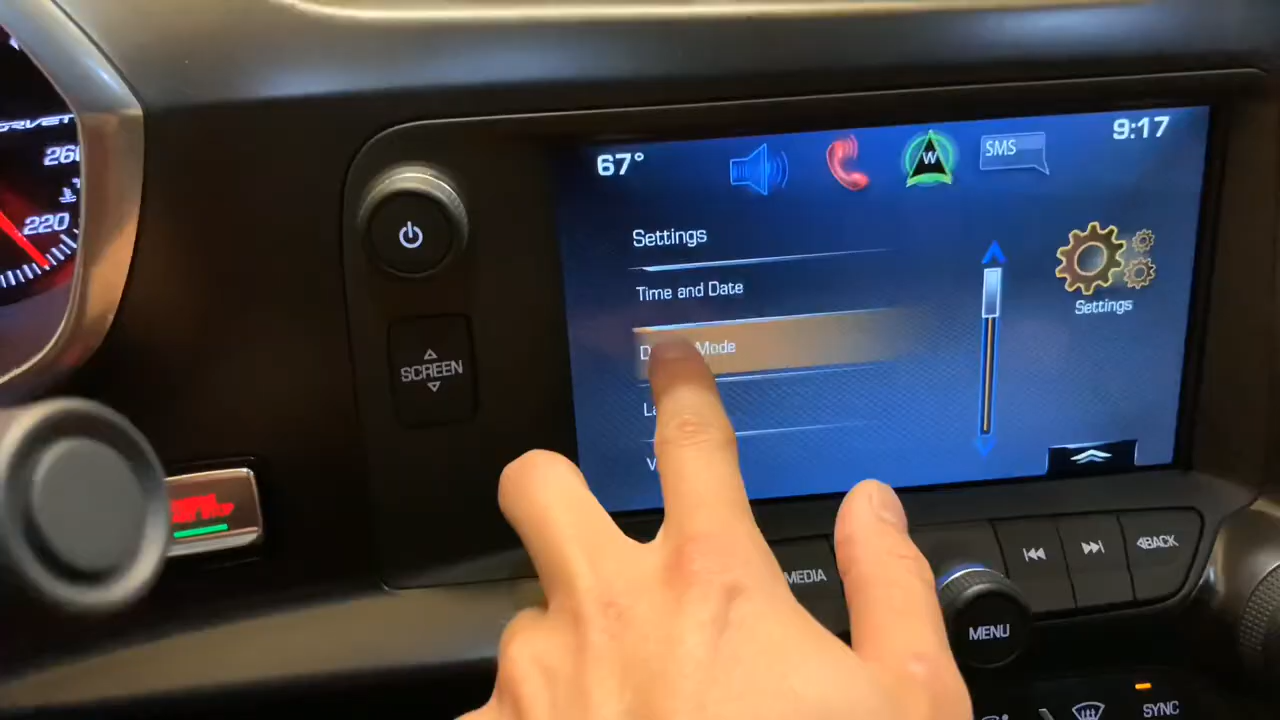 260
220
67°
W
SMS
9:17
Settings
Time and Date
Mode
Settings
SCREEN
MEDIA
BACK
MENU
SYNC